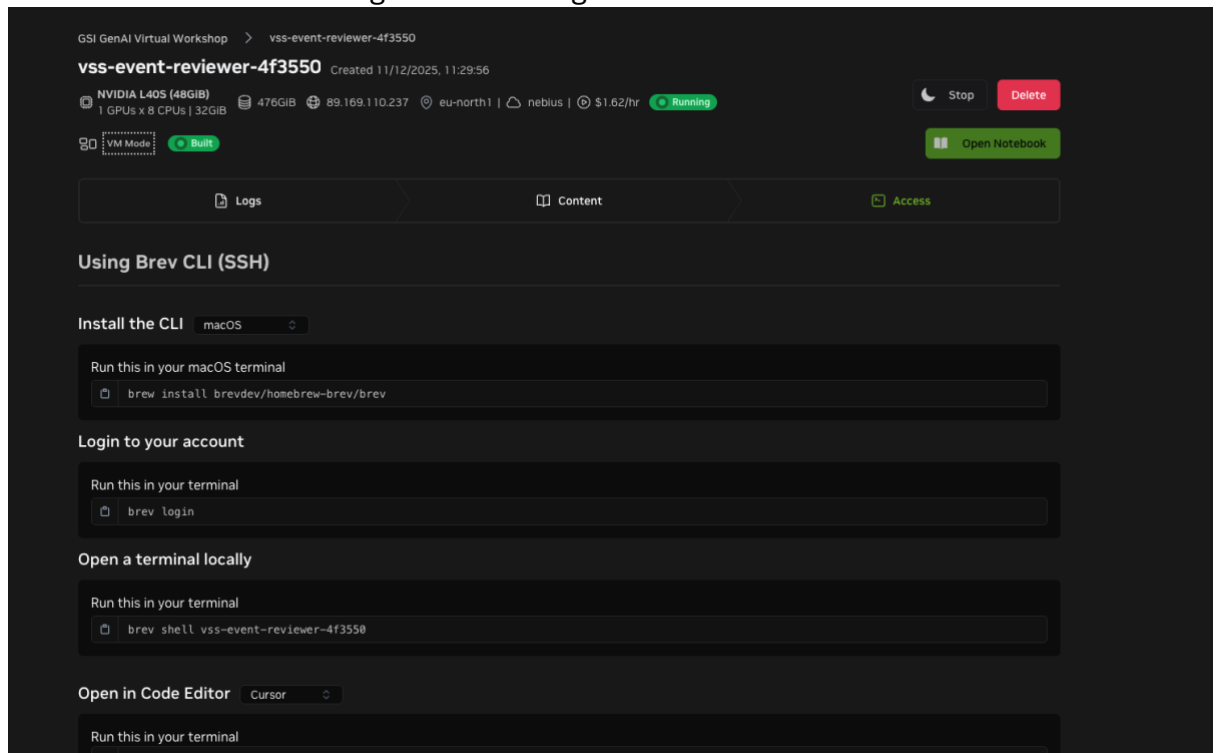 GSI GenAI Virtual Workshop > vss-event-reviewer-4f3550
vss-event-reviewer-4f3550 Created 11/12/2025, 11:29:56
NVIDIA L40S (48GiB)
1 GPUs x 8 CPUs | 32GiB
476GiB 89.169.110.237 eu-north1 | nebius | $1.62/hr Running
Stop Delete
VM Mode Built
Open Notebook
Logs Content Access
Using Brev CLI (SSH)
Install the CLI macOS
Run this in your macOS terminal
brew install brevdev/homebrew-brev/brev
Login to your account
Run this in your terminal
brev login
Open a terminal locally
Run this in your terminal
brev shell vss-event-reviewer-4f3550
Open in Code Editor Cursor
Run this in your terminal